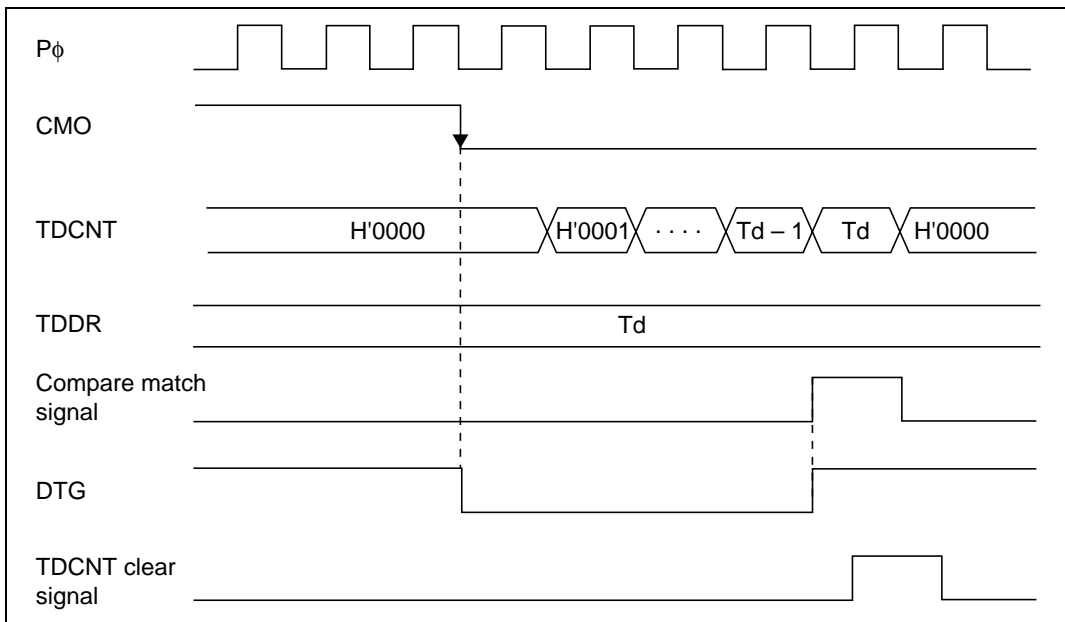 Pϕ
CMO
TDCNT
H'0000 H'0001 · · · · Td – 1 Td H'0000
TDDR
Td
Compare match
signal
DTG
TDCNT clear
signal